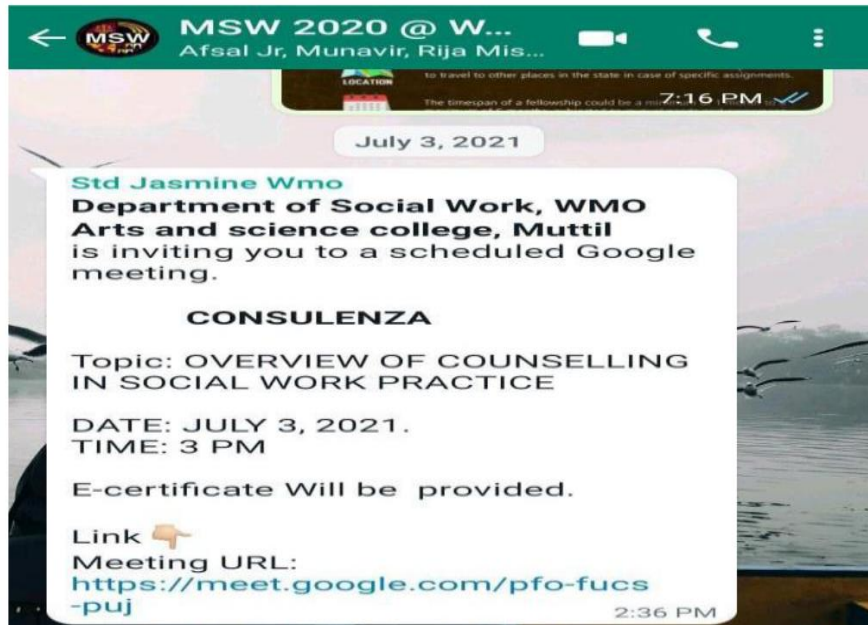 MSW
MSW 2020 @ W...
Afsal Jr, Munavir, Rija Mis...
LOCATION
to travel to other places in the state in case of specific assignments.
The timespan of a fellowship could be a
7:16 PM
July 3, 2021
Std Jasmine Wmo
Department of Social Work, WMO
Arts and science college, Muttil
is inviting you to a scheduled Google
meeting.
CONSULENZA
Topic: OVERVIEW OF COUNSELLING
IN SOCIAL WORK PRACTICE
DATE: JULY 3, 2021.
TIME: 3 PM
E-certificate Will be provided.
Link 👇🏻
Meeting URL:
https://meet.google.com/pfo-fucs
-puj
2:36 PM